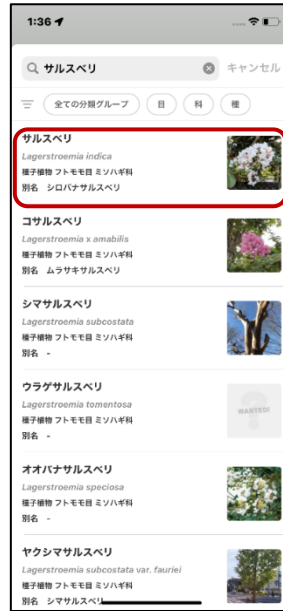 1:36
サルスベリ
キャンセル
全ての分類グループ 目 科 種
サルスベリ
Lagerstroemia indica
種子植物 フトモモ目 ミソハギ科
別名 シロバナサルスベリ
コサルスベリ
Lagerstroemia x amabilis
種子植物 フトモモ目 ミソハギ科
別名 ムラサキサルスベリ
シマサルスベリ
Lagerstroemia subcostata
種子植物 フトモモ目 ミソハギ科
別名 -
ウラゲサルスベリ
Lagerstroemia tomentosa
種子植物 フトモモ目 ミソハギ科
別名 -
WANTED!
オオバナサルスベリ
Lagerstroemia speciosa
種子植物 フトモモ目 ミソハギ科
別名 -
ヤクシマサルスベリ
Lagerstroemia subcostata var. fauriei
種子植物 フトモモ目 ミソハギ科
別名 シマサルスベリ